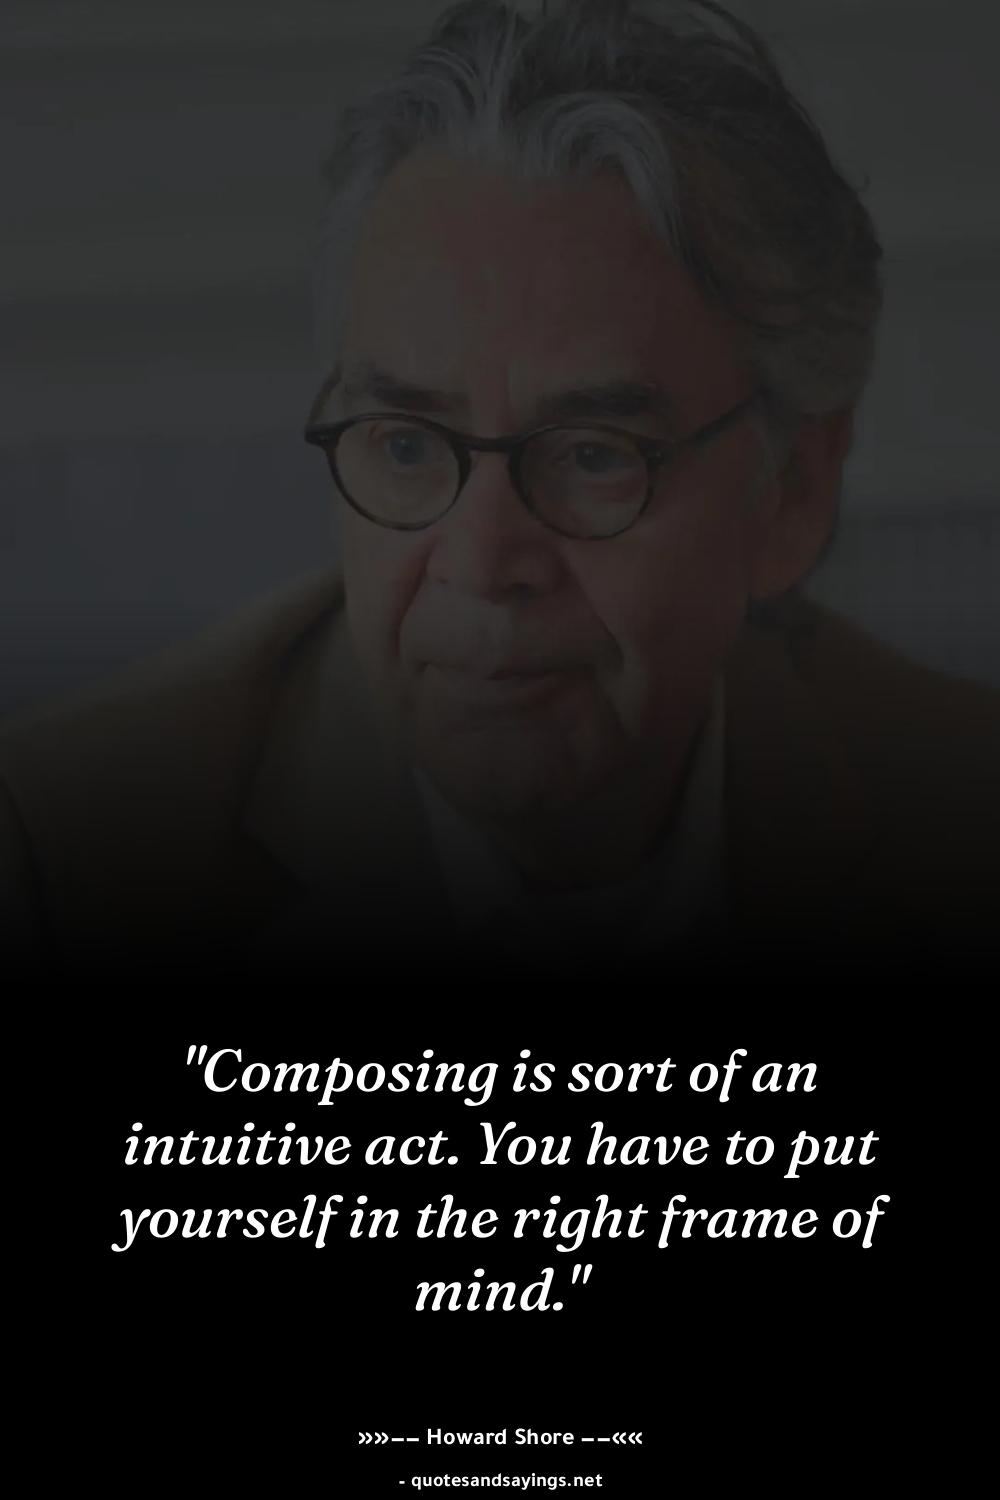 "Composing is sort of an
intuitive act. You have to put
yourself in the right frame of
mind."
»»−− Howard Shore −−««
- quotesandsayings.net